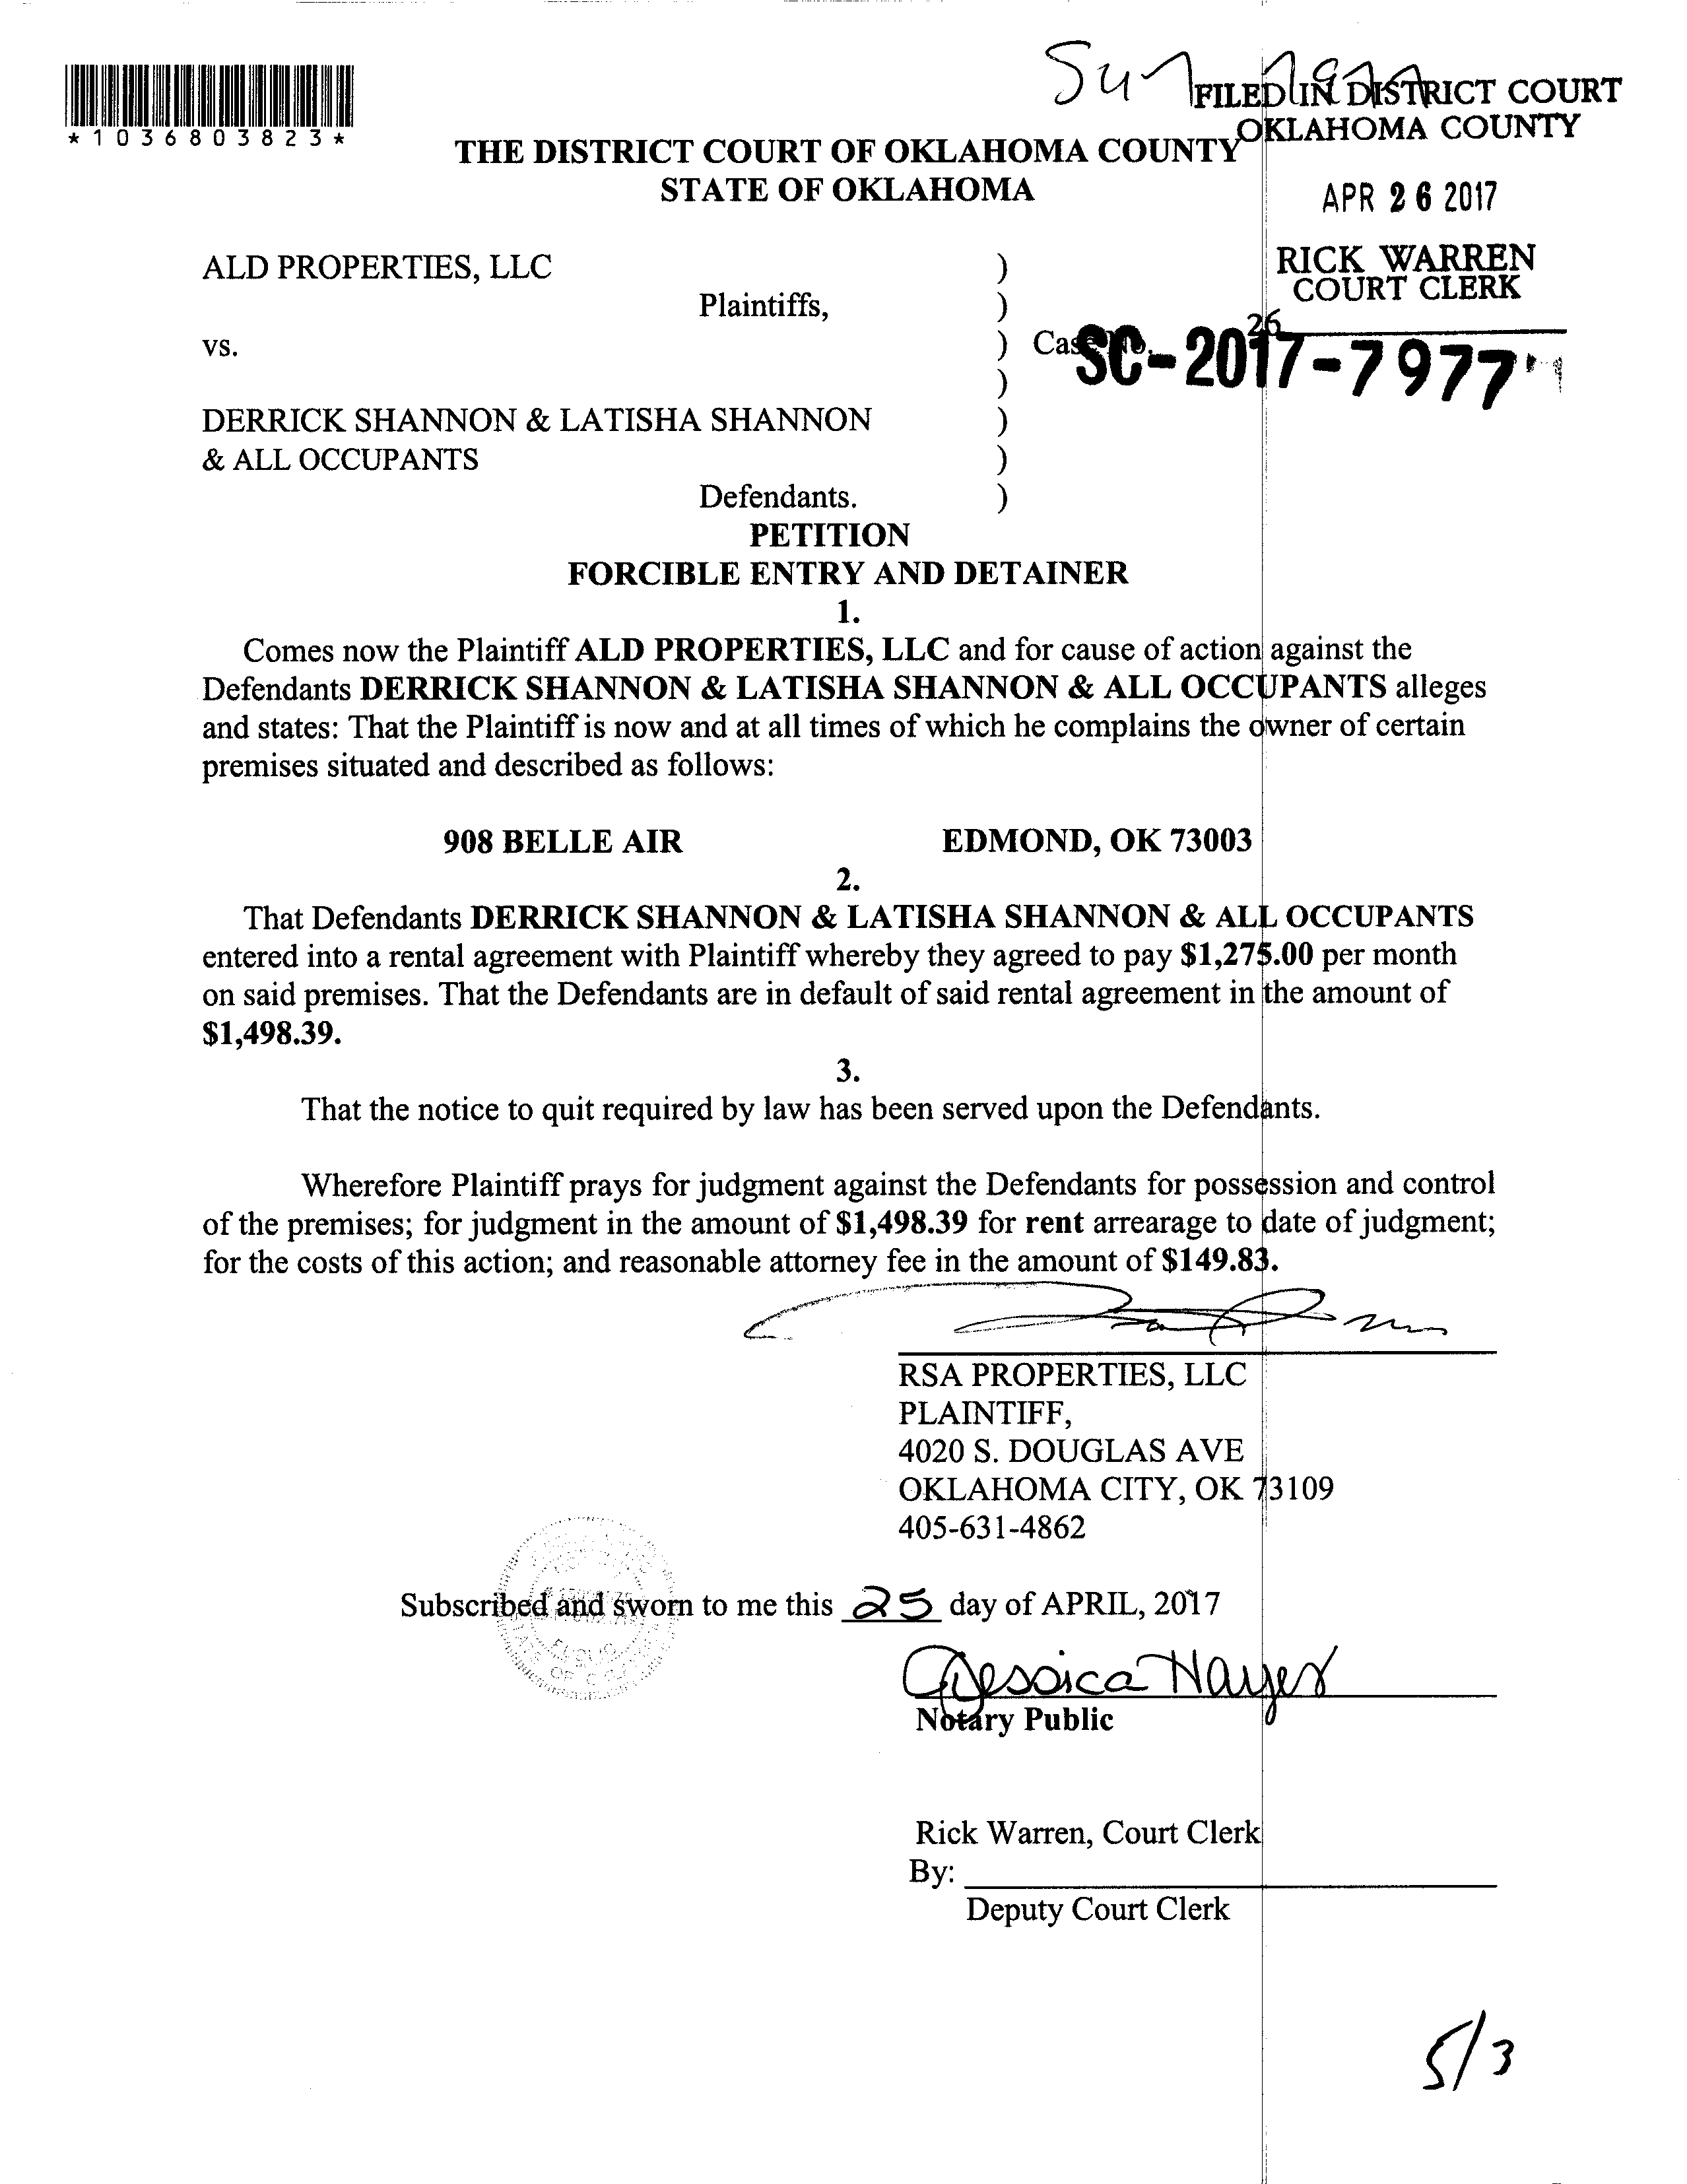 *1036803823*
FILED IN DISTRICT COURT
OKLAHOMA COUNTY
THE DISTRICT COURT OF OKLAHOMA COUNTY
STATE OF OKLAHOMA
APR 26 2017
RICK WARREN
COURT CLERK
26
ALD PROPERTIES, LLC )
Plaintiffs, )
vs. ) Case No. SC-2017-7977
)
DERRICK SHANNON & LATISHA SHANNON )
& ALL OCCUPANTS )
Defendants. )
PETITION
FORCIBLE ENTRY AND DETAINER
1.
Comes now the Plaintiff ALD PROPERTIES, LLC and for cause of action against the
Defendants DERRICK SHANNON & LATISHA SHANNON & ALL OCCUPANTS alleges
and states: That the Plaintiff is now and at all times of which he complains the owner of certain
premises situated and described as follows:
908 BELLE AIR EDMOND, OK 73003
2.
That Defendants DERRICK SHANNON & LATISHA SHANNON & ALL OCCUPANTS
entered into a rental agreement with Plaintiff whereby they agreed to pay $1,275.00 per month
on said premises. That the Defendants are in default of said rental agreement in the amount of
$1,498.39.
3.
That the notice to quit required by law has been served upon the Defendants.
Wherefore Plaintiff prays for judgment against the Defendants for possession and control
of the premises; for judgment in the amount of $1,498.39 for rent arrearage to date of judgment;
for the costs of this action; and reasonable attorney fee in the amount of $149.83.
RSA PROPERTIES, LLC
PLAINTIFF,
4020 S. DOUGLAS AVE
OKLAHOMA CITY, OK 73109
405-631-4862
Subscribed and sworn to me this 25 day of APRIL, 2017
Jessica Hayes
Notary Public
Rick Warren, Court Clerk
By:
Deputy Court Clerk
5/3